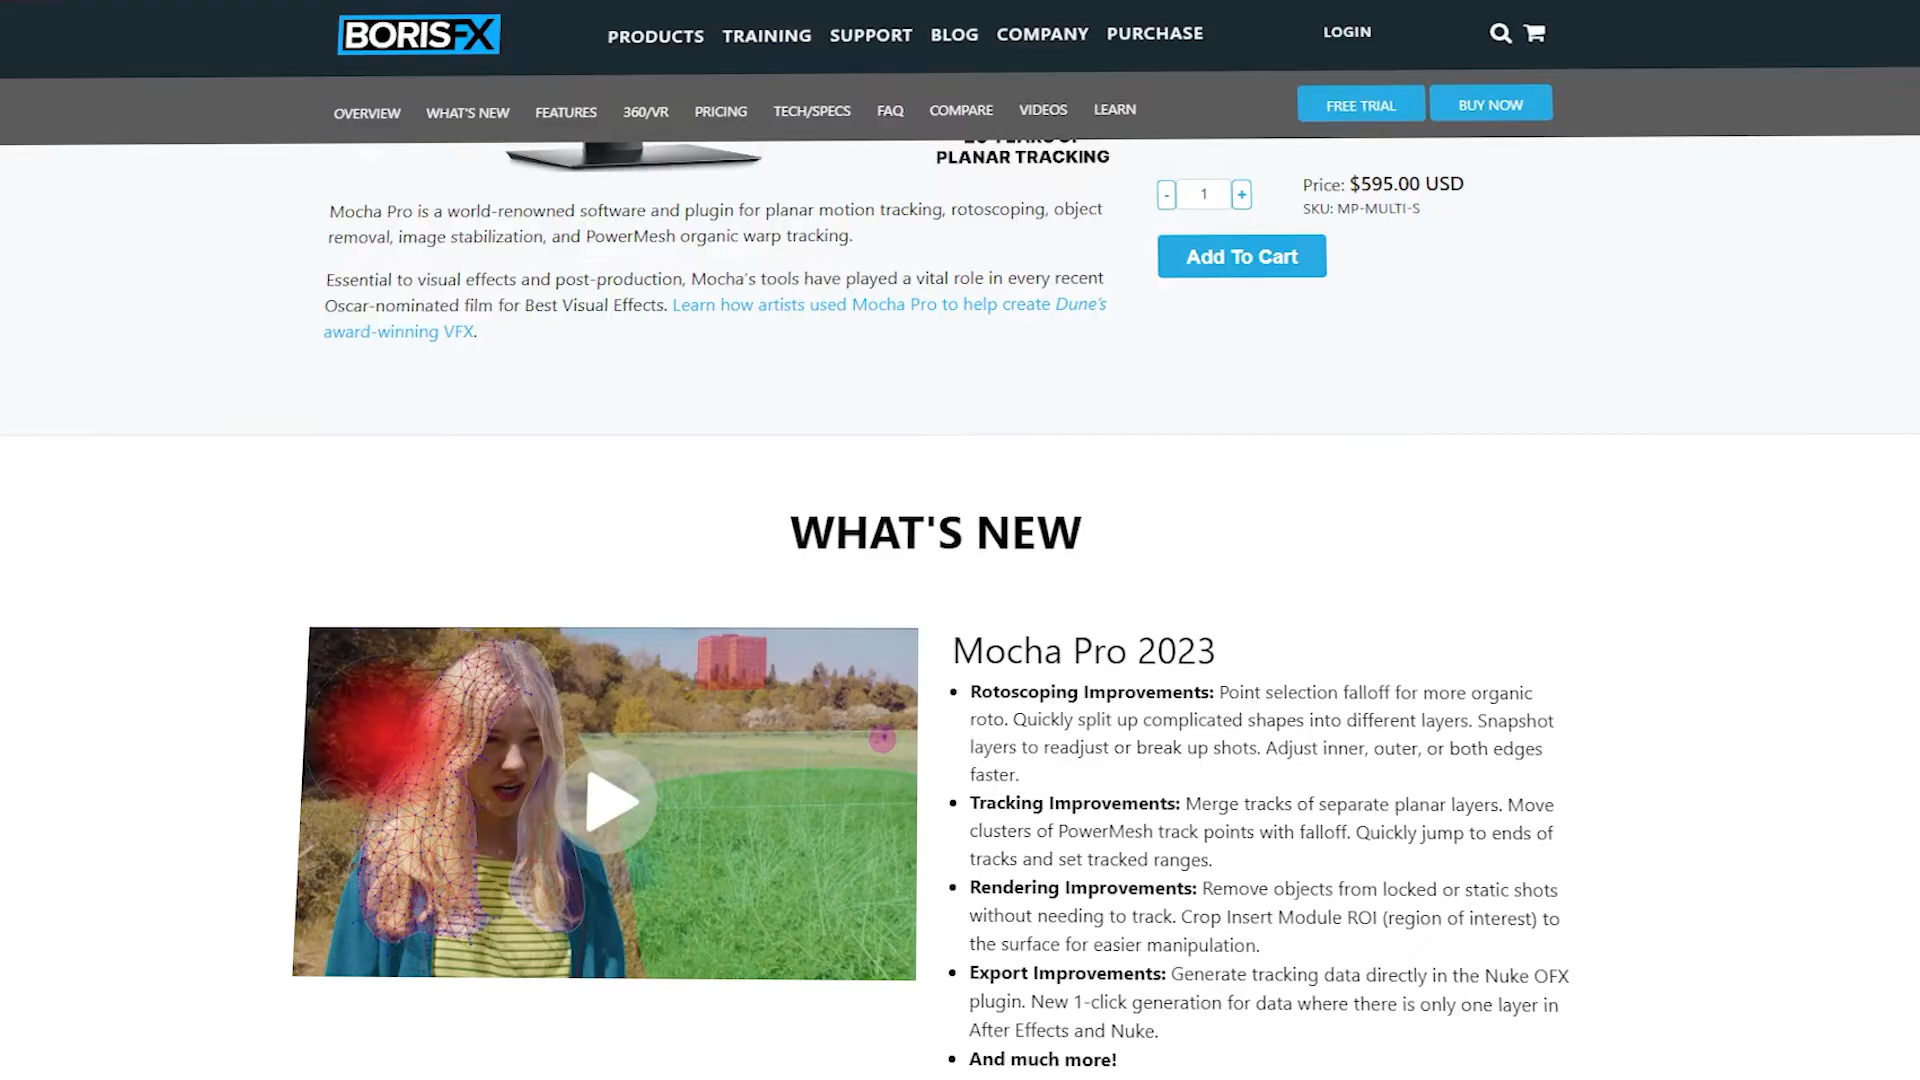 BORISFX
PRODUCTS TRAINING SUPPORT BLOG COMPANY PURCHASE LOGIN
OVERVIEW WHAT'S NEW FEATURES 360/VR PRICING TECH/SPECS FAQ COMPARE VIDEOS LEARN FREE TRIAL BUY NOW
PLANAR TRACKING
- 1 + Price: $595.00 USD
SKU: MP-MULTI-S
Add To Cart
Mocha Pro is a world-renowned software and plugin for planar motion tracking, rotoscoping, object
removal, image stabilization, and PowerMesh organic warp tracking.
Essential to visual effects and post-production, Mocha's tools have played a vital role in every recent
Oscar-nominated film for Best Visual Effects. Learn how artists used Mocha Pro to help create Dune's
award-winning VFX.
WHAT'S NEW
Mocha Pro 2023
• Rotoscoping Improvements: Point selection falloff for more organic
roto. Quickly split up complicated shapes into different layers. Snapshot
layers to readjust or break up shots. Adjust inner, outer, or both edges
faster.
• Tracking Improvements: Merge tracks of separate planar layers. Move
clusters of PowerMesh track points with falloff. Quickly jump to ends of
tracks and set tracked ranges.
• Rendering Improvements: Remove objects from locked or static shots
without needing to track. Crop Insert Module ROI (region of interest) to
the surface for easier manipulation.
• Export Improvements: Generate tracking data directly in the Nuke OFX
plugin. New 1-click generation for data where there is only one layer in
After Effects and Nuke.
• And much more!